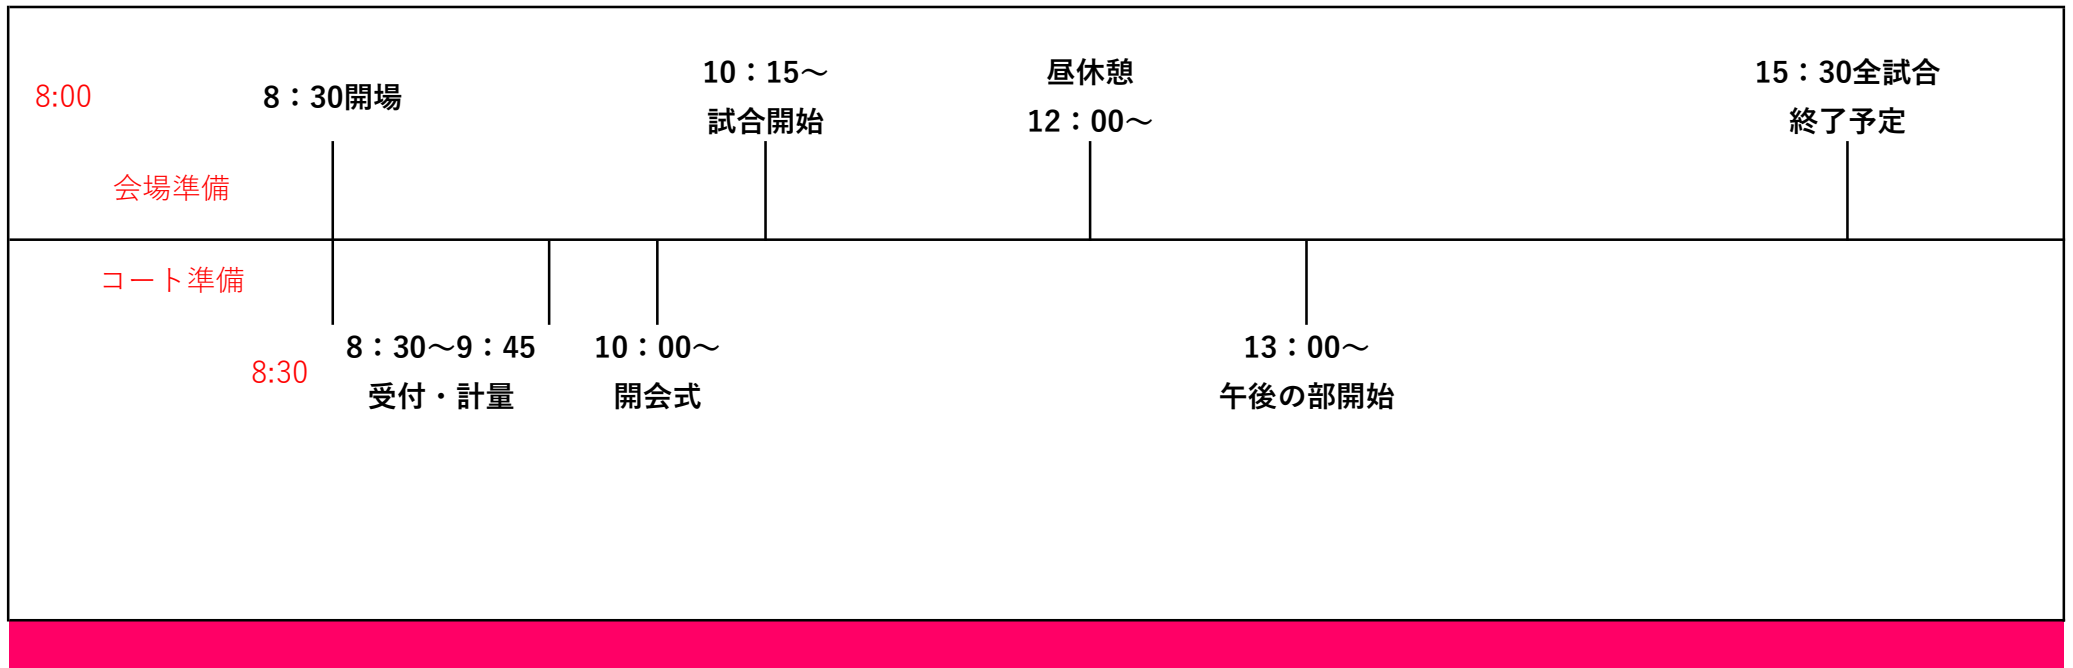 8:00
8：30開場
10：15～
試合開始
昼休憩
12：00～
15：30全試合
終了予定
会場準備
コート準備
8:30
8：30～9：45
受付・計量
10：00～
開会式
13：00～
午後の部開始